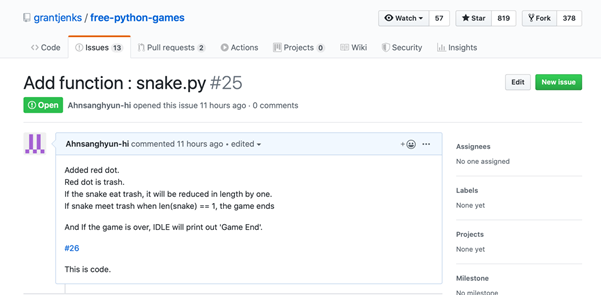 grantjenks / free-python-games
Watch 57 Star 819 Fork 378
Code Issues 13 Pull requests 2 Actions Projects 0 Wiki Security Insights
Add function : snake.py #25
Edit New issue
Open Ahnsanghyun-hi opened this issue 11 hours ago · 0 comments
Ahnsanghyun-hi commented 11 hours ago • edited
Added red dot.
Red dot is trash.
If the snake eat trash, it will be reduced in length by one.
If snake meet trash when len(snake) == 1, the game ends
And If the game is over, IDLE will print out 'Game End'.
#26
This is code.
Assignees
No one assigned
Labels
None yet
Projects
None yet
Milestone
No milestone